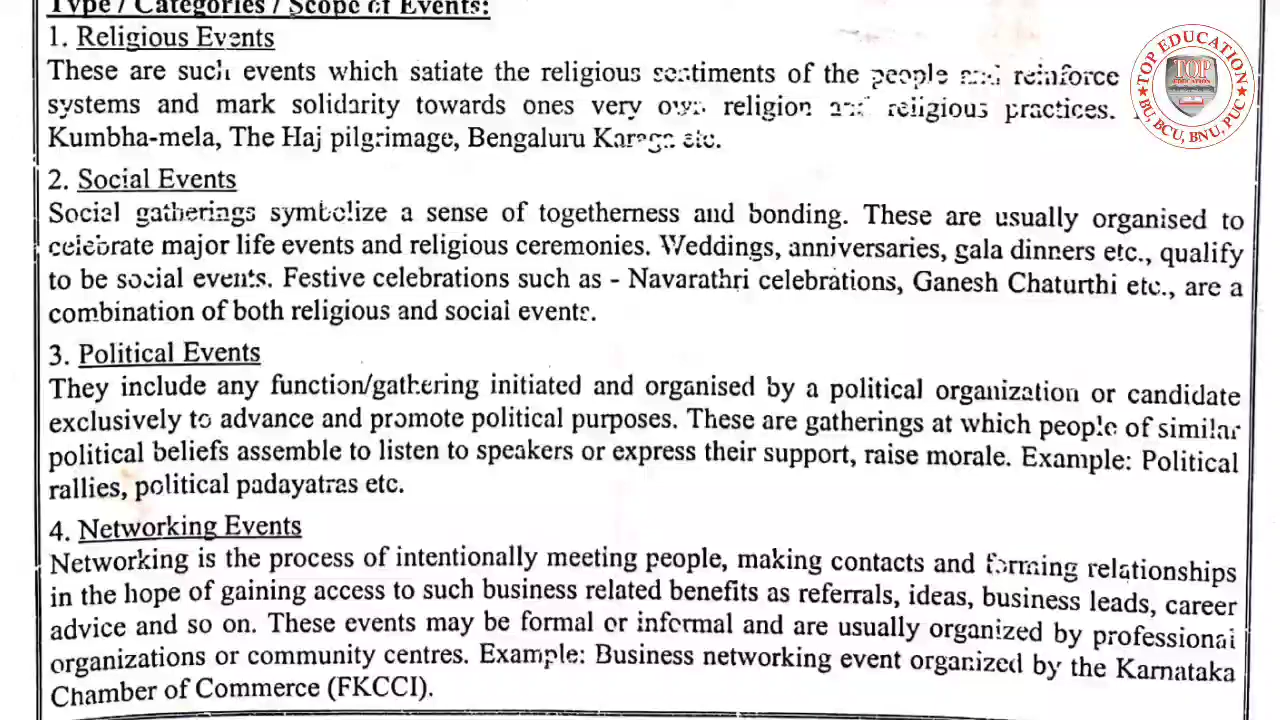 Type / Categories / Scope of Events:
1. Religious Events
These are such events which satiate the religious sentiments of the people and reinforce
systems and mark solidarity towards ones very own religion and religious practices.
Kumbha-mela, The Haj pilgrimage, Bengaluru Karaga etc.
2. Social Events
Social gatherings symbolize a sense of togetherness and bonding. These are usually organised to
celebrate major life events and religious ceremonies. Weddings, anniversaries, gala dinners etc., qualify
to be social events. Festive celebrations such as - Navarathri celebrations, Ganesh Chaturthi etc., are a
combination of both religious and social events.
3. Political Events
They include any function/gathering initiated and organised by a political organization or candidate
exclusively to advance and promote political purposes. These are gatherings at which people of similar
political beliefs assemble to listen to speakers or express their support, raise morale. Example: Political
rallies, political padayatras etc.
4. Networking Events
Networking is the process of intentionally meeting people, making contacts and forming relationships
in the hope of gaining access to such business related benefits as referrals, ideas, business leads, career
advice and so on. These events may be formal or informal and are usually organized by professional
organizations or community centres. Example: Business networking event organized by the Karnataka
Chamber of Commerce (FKCCI).
TOP EDUCATION
TOP
EDUCATION
BU, BCU, BNU, PUC